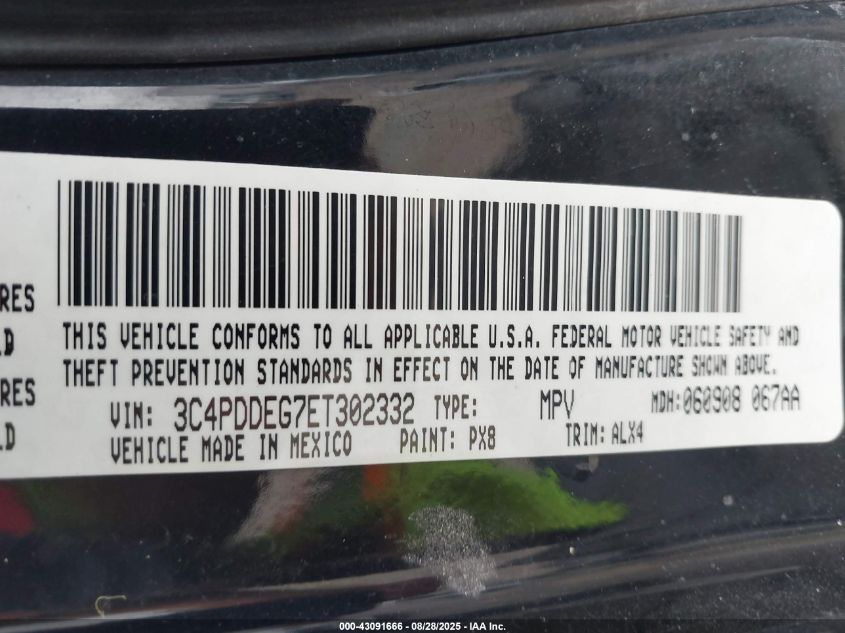 RES
THIS VEHICLE CONFORMS TO ALL APPLICABLE U.S.A. FEDERAL MOTOR VEHICLE SAFETY AND
THEFT PREVENTION STANDARDS IN EFFECT ON THE DATE OF MANUFACTURE SHOWN ABOVE.
RES
VIN: 3C4PDDEG7ET302332 TYPE: MPV MDH:060908 067AA
VEHICLE MADE IN MEXICO PAINT: PX8 TRIM: ALX4
000-43091666 - 08/28/2025 - IAA Inc.